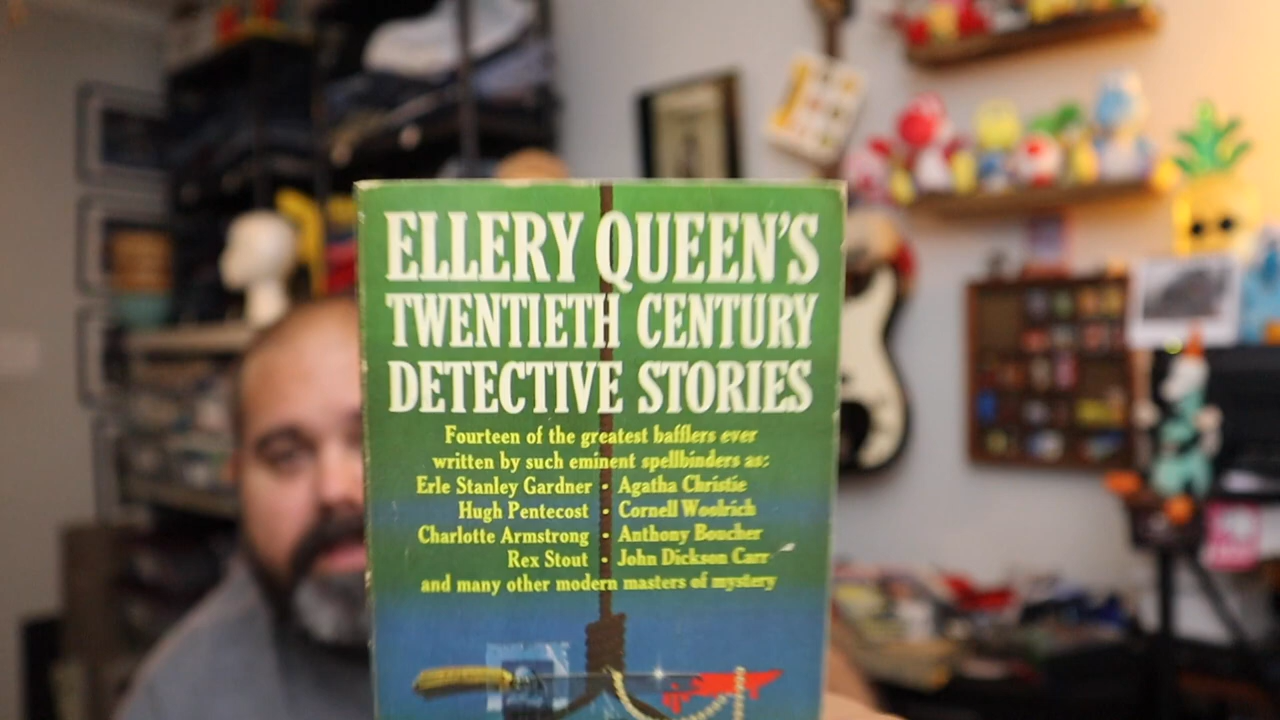 ELLERY QUEEN'S
TWENTIETH CENTURY
DETECTIVE STORIES
Fourteen of the greatest bafflers ever
written by such eminent spellbinders as:
Erle Stanley Gardner • Agatha Christie
Hugh Pentecost • Cornell Woolrich
Charlotte Armstrong • Anthony Boucher
Rex Stout • John Dickson Carr
and many other modern masters of mystery